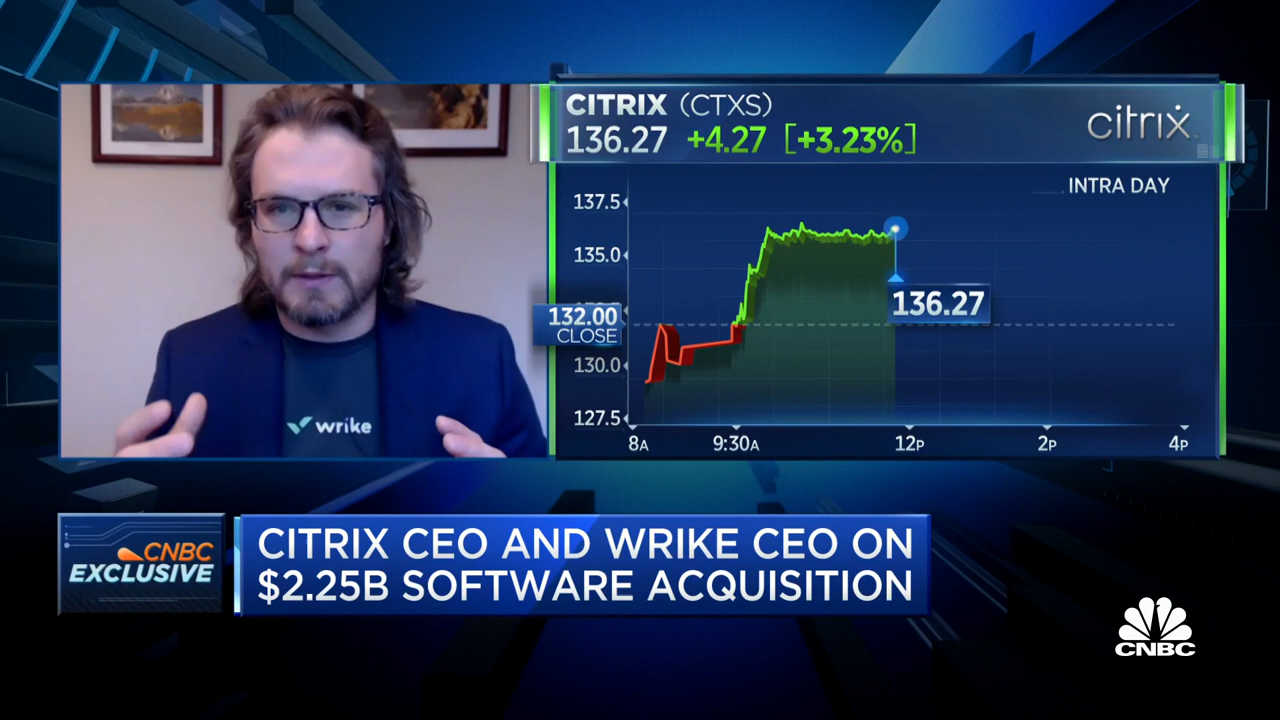 CITRIX (CTXS)
136.27 +4.27 [+3.23%]
citrix
INTRA DAY
137.5
135.0
132.00
CLOSE
130.0
127.5
136.27
8A 9:30A 12P 2P 4P
wrike
CNBC
EXCLUSIVE
CITRIX CEO AND WRIKE CEO ON
$2.25B SOFTWARE ACQUISITION
CNBC